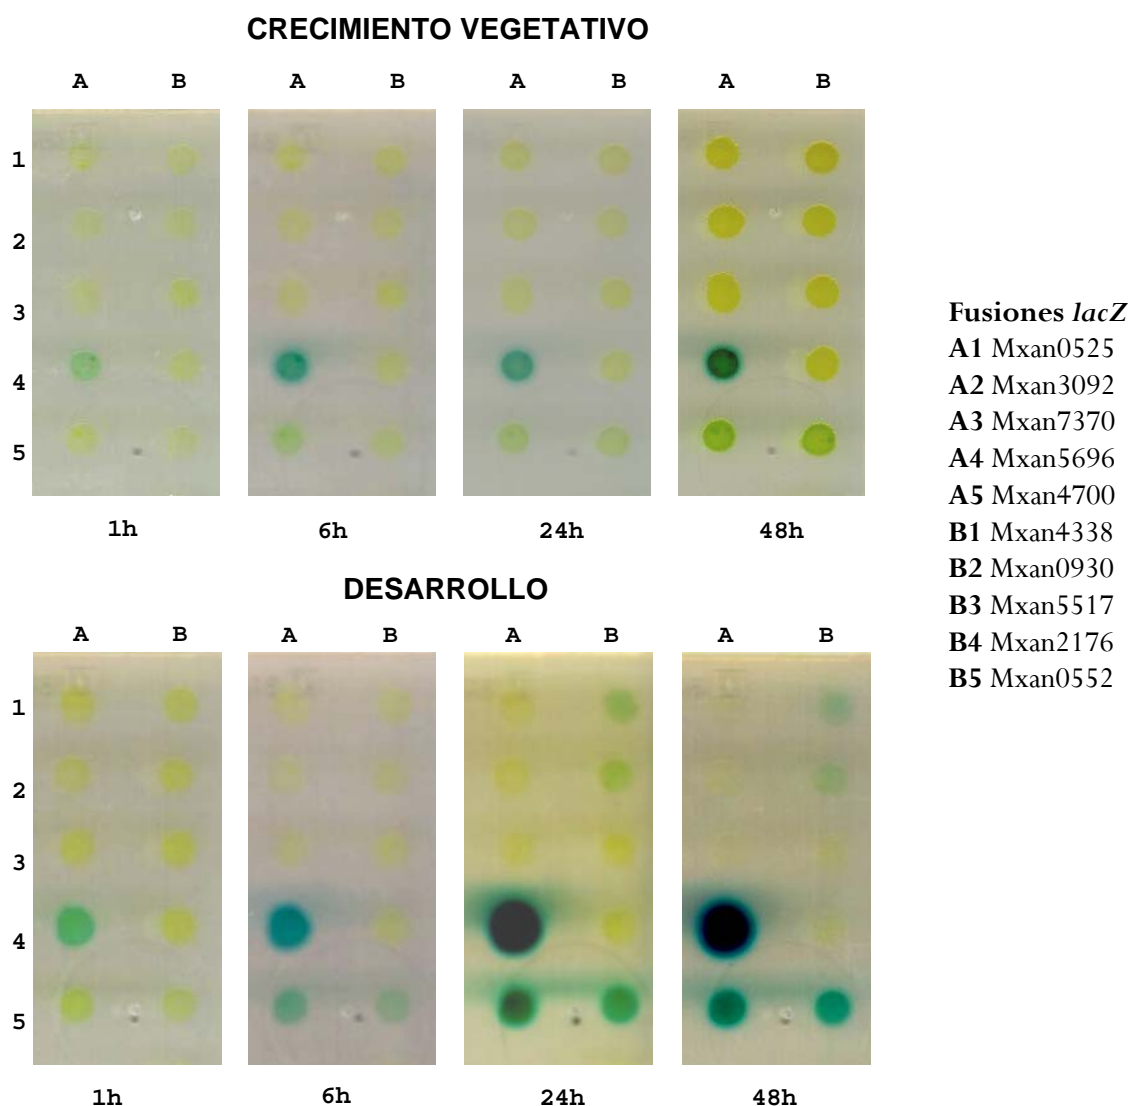 CRECIMIENTO VEGETATIVO
A B A B A B A B
1
2
3
4
5
1h 6h 24h 48h
Fusiones lacZ
A1 Mxan0525
A2 Mxan3092
A3 Mxan7370
A4 Mxan5696
A5 Mxan4700
B1 Mxan4338
B2 Mxan0930
B3 Mxan5517
B4 Mxan2176
B5 Mxan0552
DESARROLLO
A B A B A B A B
1
2
3
4
5
1h 6h 24h 48h